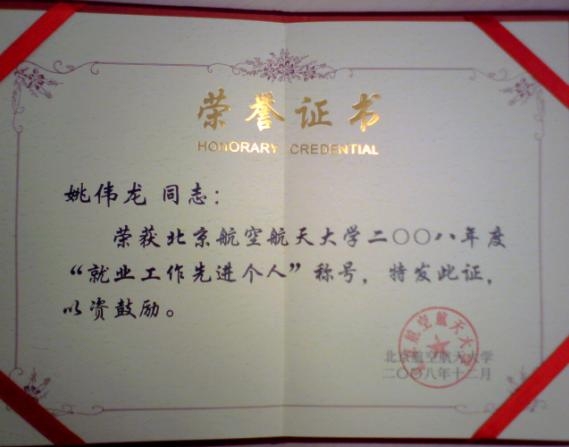 荣誉证书
HONORARY CREDENTIAL
姚伟龙 同志：
荣获北京航空航天大学二〇〇八年度
“就业工作先进个人”称号，特发此证，
以资鼓励。
北京航空航天大学
二〇〇八年十二月